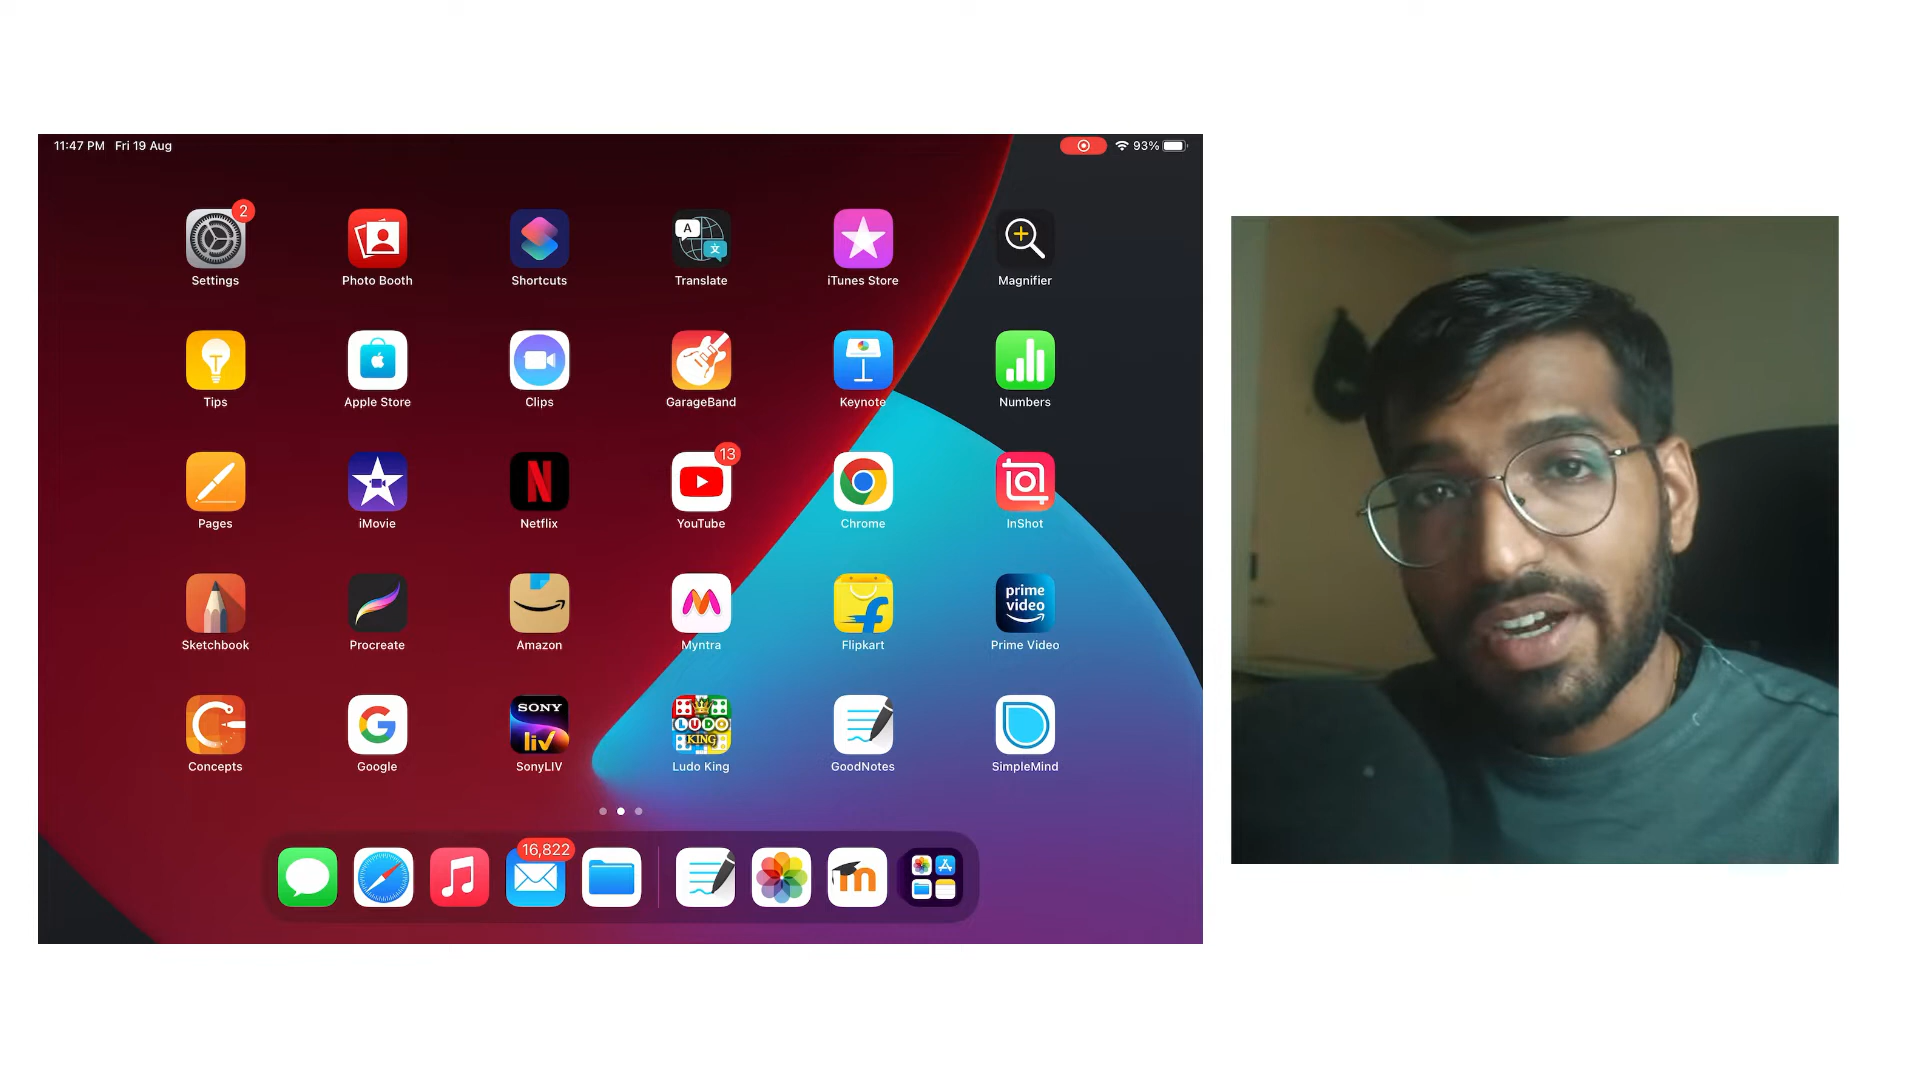 11:47 PM Fri 19 Aug 93%
2
Settings Photo Booth Shortcuts Translate iTunes Store Magnifier
Tips Apple Store Clips GarageBand Keynote Numbers
13
Pages iMovie Netflix YouTube Chrome InShot
prime
video
Sketchbook Procreate Amazon Myntra Flipkart Prime Video
SONY
liv
LUDO
KING
Concepts Google SonyLIV Ludo King GoodNotes SimpleMind
16,822